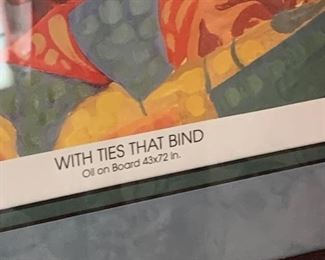 WITH TIES THAT BIND
Oil on Board 43x72 in.